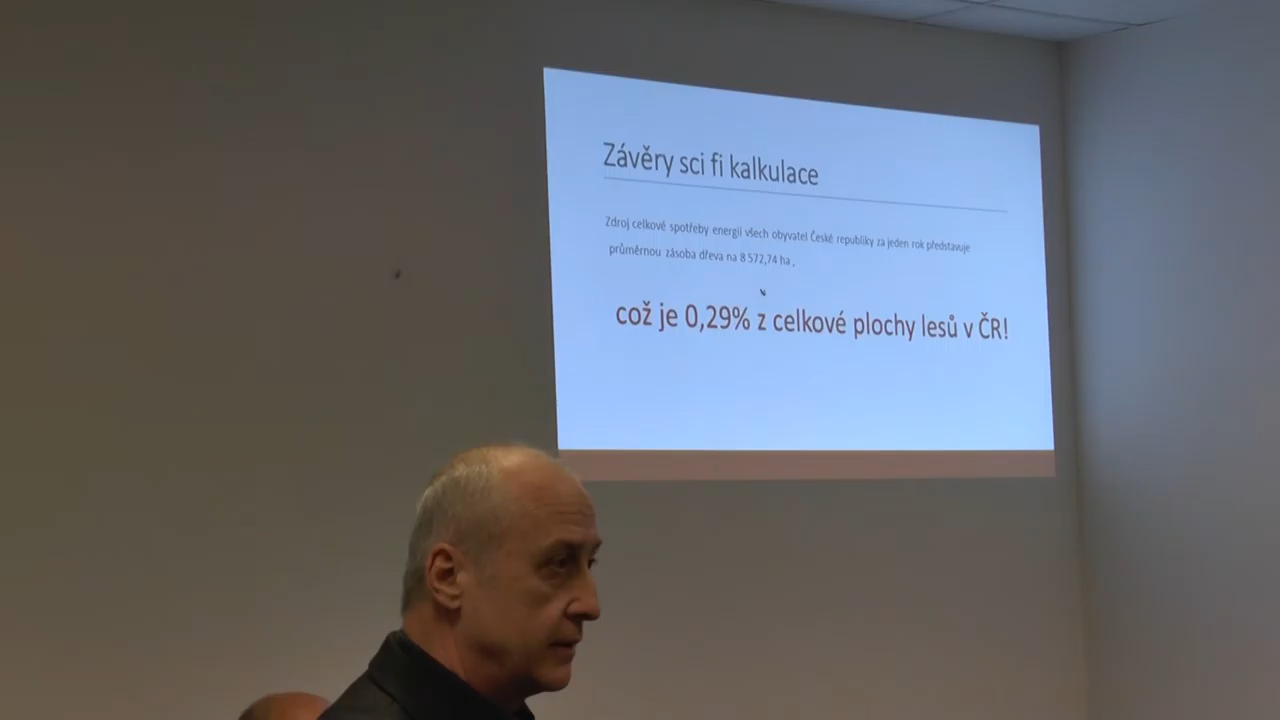 Závěry sci fi kalkulace
Zdroj celkové spotřeby energií všech obyvatel České republiky za jeden rok představuje
průměrnou zásoba dřeva na 8 572,74 ha ,
což je 0,29% z celkové plochy lesů v ČR!